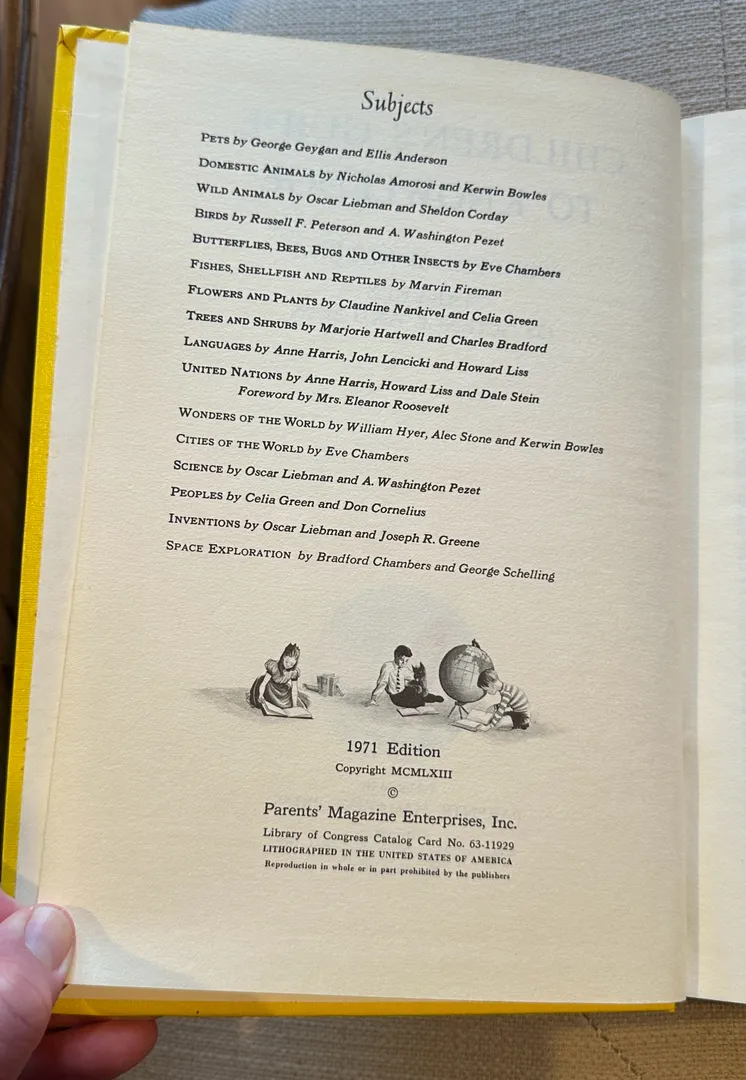 Subjects
PETS by George Geygan and Ellis Anderson
DOMESTIC ANIMALS by Nicholas Amorosi and Kerwin Bowles
WILD ANIMALS by Oscar Liebman and Sheldon Corday
BIRDS by Russell F. Peterson and A. Washington Pezet
BUTTERFLIES, BEES, BUGS AND OTHER INSECTS by Eve Chambers
FISHES, SHELLFISH AND REPTILES by Marvin Fireman
FLOWERS AND PLANTS by Claudine Nankivel and Celia Green
TREES AND SHRUBS by Marjorie Hartwell and Charles Bradford
LANGUAGES by Anne Harris, John Lencicki and Howard Liss
UNITED NATIONS by Anne Harris, Howard Liss and Dale Stein
Foreword by Mrs. Eleanor Roosevelt
WONDERS OF THE WORLD by William Hyer, Alec Stone and Kerwin Bowles
CITIES OF THE WORLD by Eve Chambers
SCIENCE by Oscar Liebman and A. Washington Pezet
PEOPLES by Celia Green and Don Cornelius
INVENTIONS by Oscar Liebman and Joseph R. Greene
SPACE EXPLORATION by Bradford Chambers and George Schelling
1971 Edition
Copyright MCMLXIII
©
Parents' Magazine Enterprises, Inc.
Library of Congress Catalog Card No. 63-11929
LITHOGRAPHED IN THE UNITED STATES OF AMERICA
Reproduction in whole or in part prohibited by the publishers